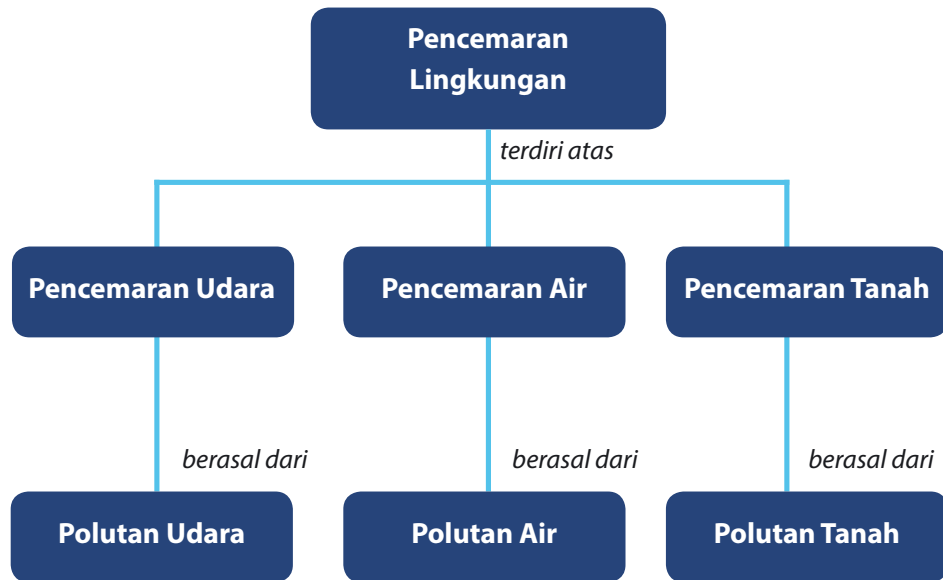 Pencemaran
Lingkungan
terdiri atas
Pencemaran Udara
Pencemaran Air
Pencemaran Tanah
berasal dari
berasal dari
berasal dari
Polutan Udara
Polutan Air
Polutan Tanah